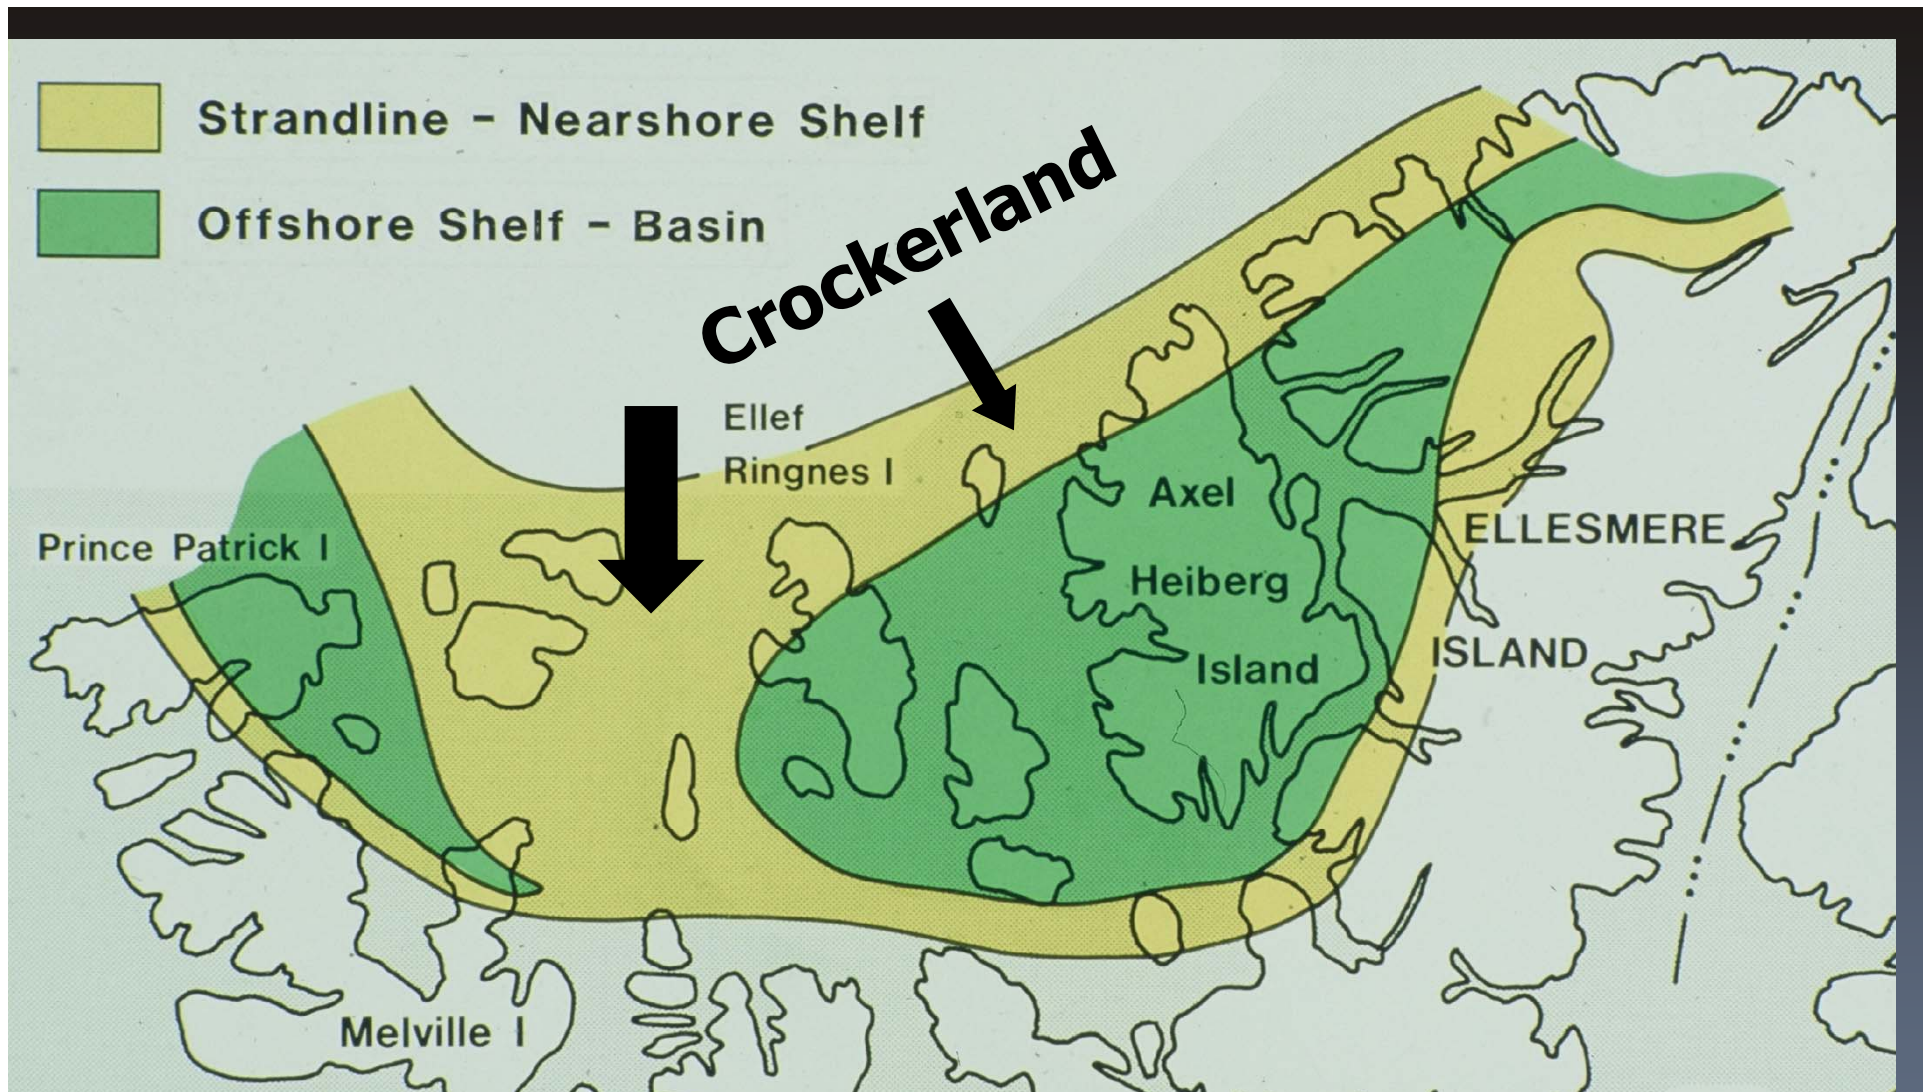 Strandline - Nearshore Shelf
Offshore Shelf - Basin
Crockerland
Ellef
Ringnes I
Prince Patrick I
Axel
Heiberg
Island
ELLESMERE
ISLAND
Melville I